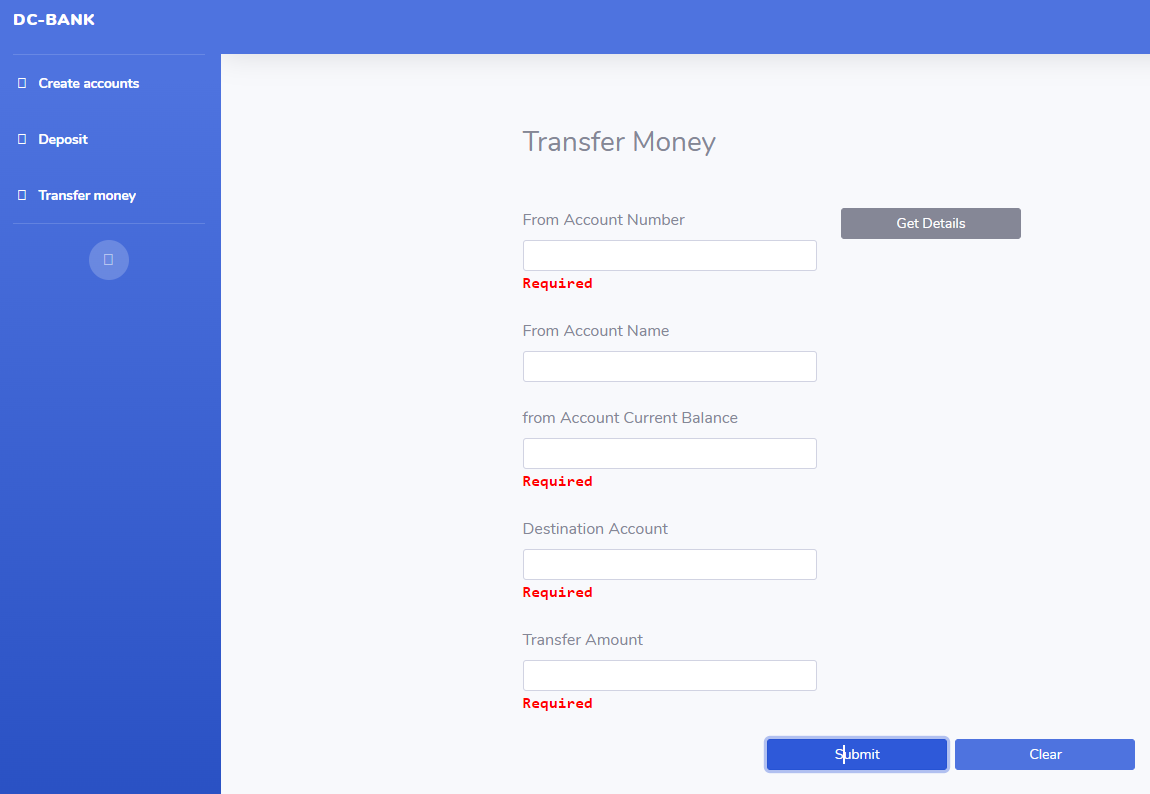 DC-BANK
Create accounts
Deposit
Transfer money
Transfer Money
From Account Number
Get Details
Required
From Account Name
from Account Current Balance
Required
Destination Account
Required
Transfer Amount
Required
Submit
Clear